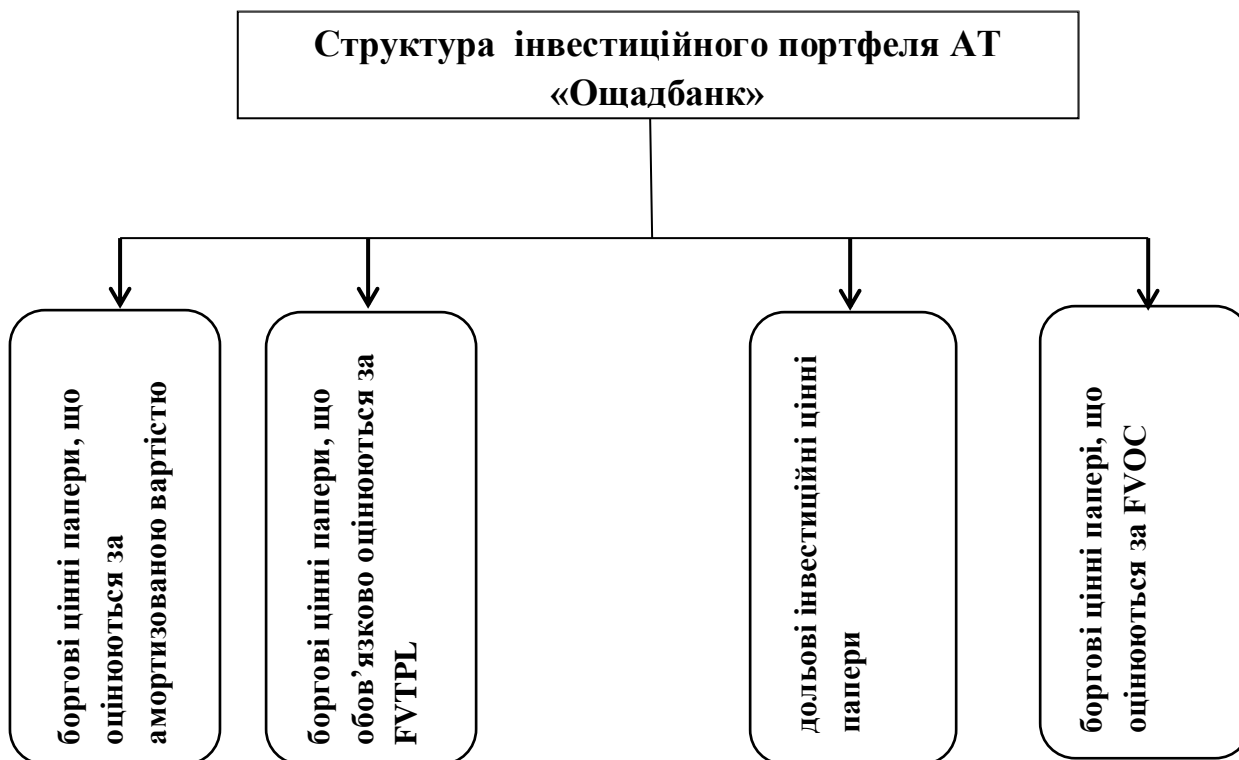 Структура інвестиційного портфеля АТ
«Ощадбанк»
боргові цінні папери, що
оцінюються за
амортизованою вартістю
боргові цінні папери, що
обов’язково оцінюються за
FVTPL
дольові інвестиційні цінні
папери
боргові цінні папері, що
оцінюються за FVOC